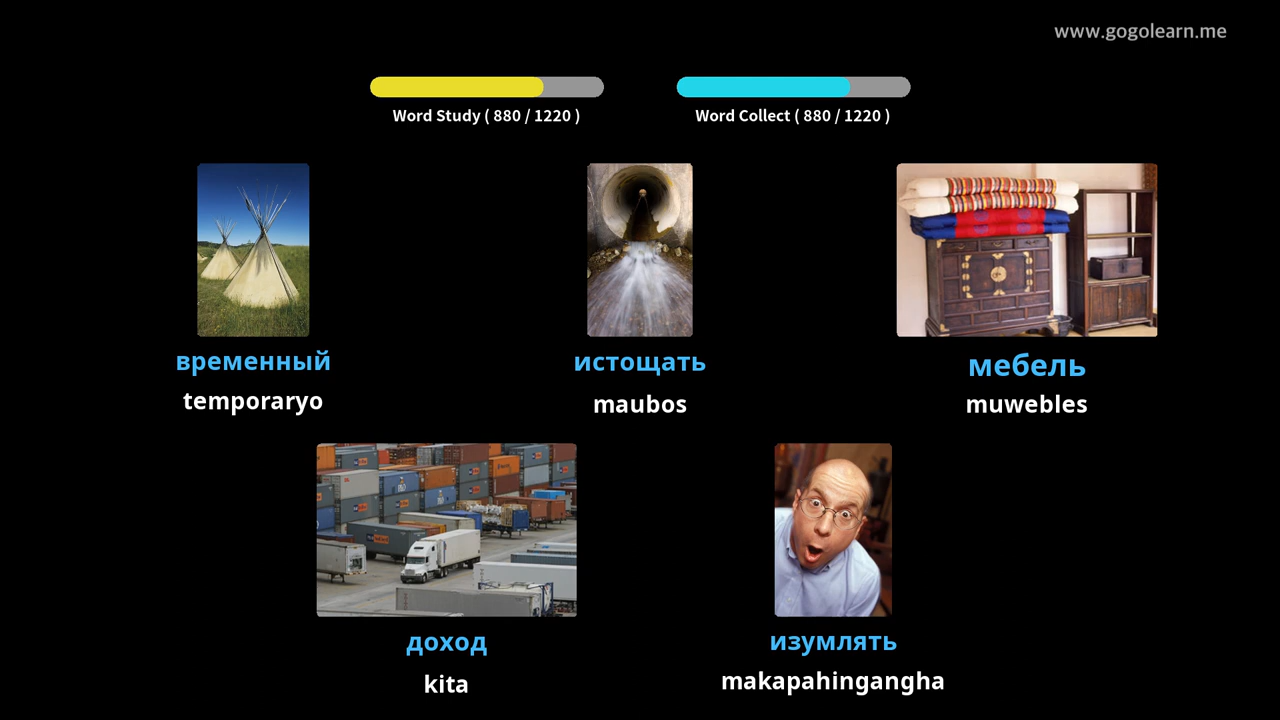 www.gogolearn.me
Word Study ( 880 / 1220 )
Word Collect ( 880 / 1220 )
временный
temporaryo
истощать
maubos
мебель
muwebles
доход
kita
изумлять
makapahingangha